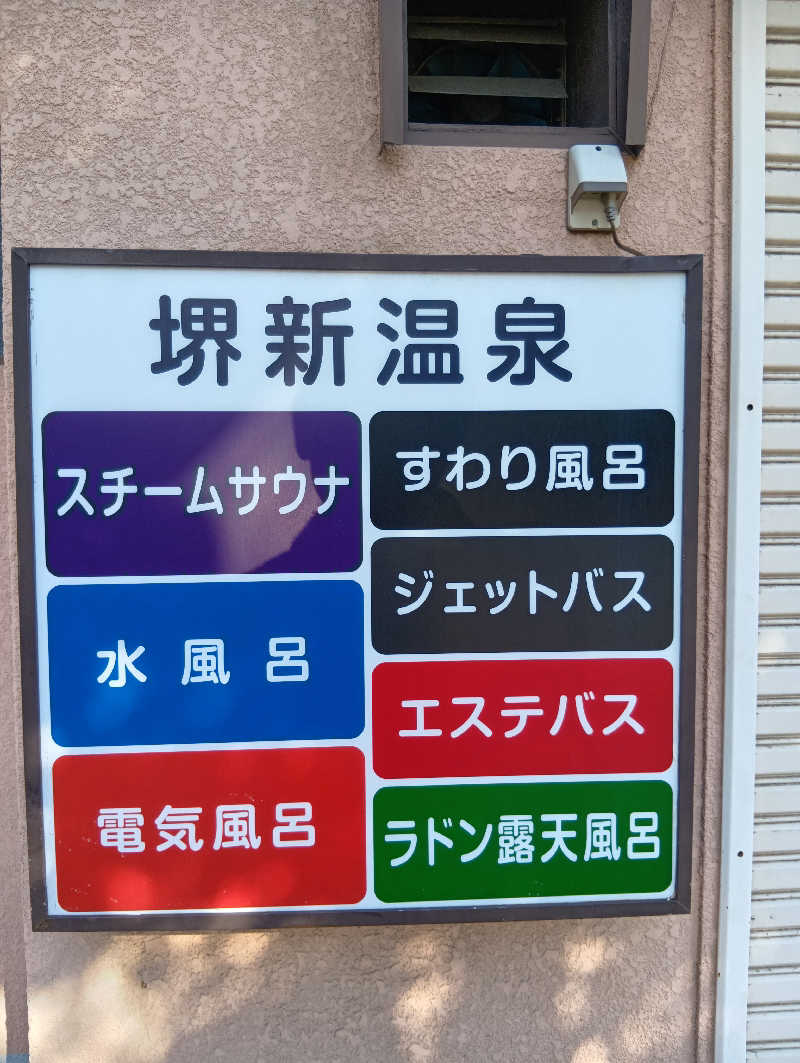 堺新温泉
スチームサウナ
水風呂
電気風呂
すわり風呂
ジェットバス
エステバス
ラドン露天風呂